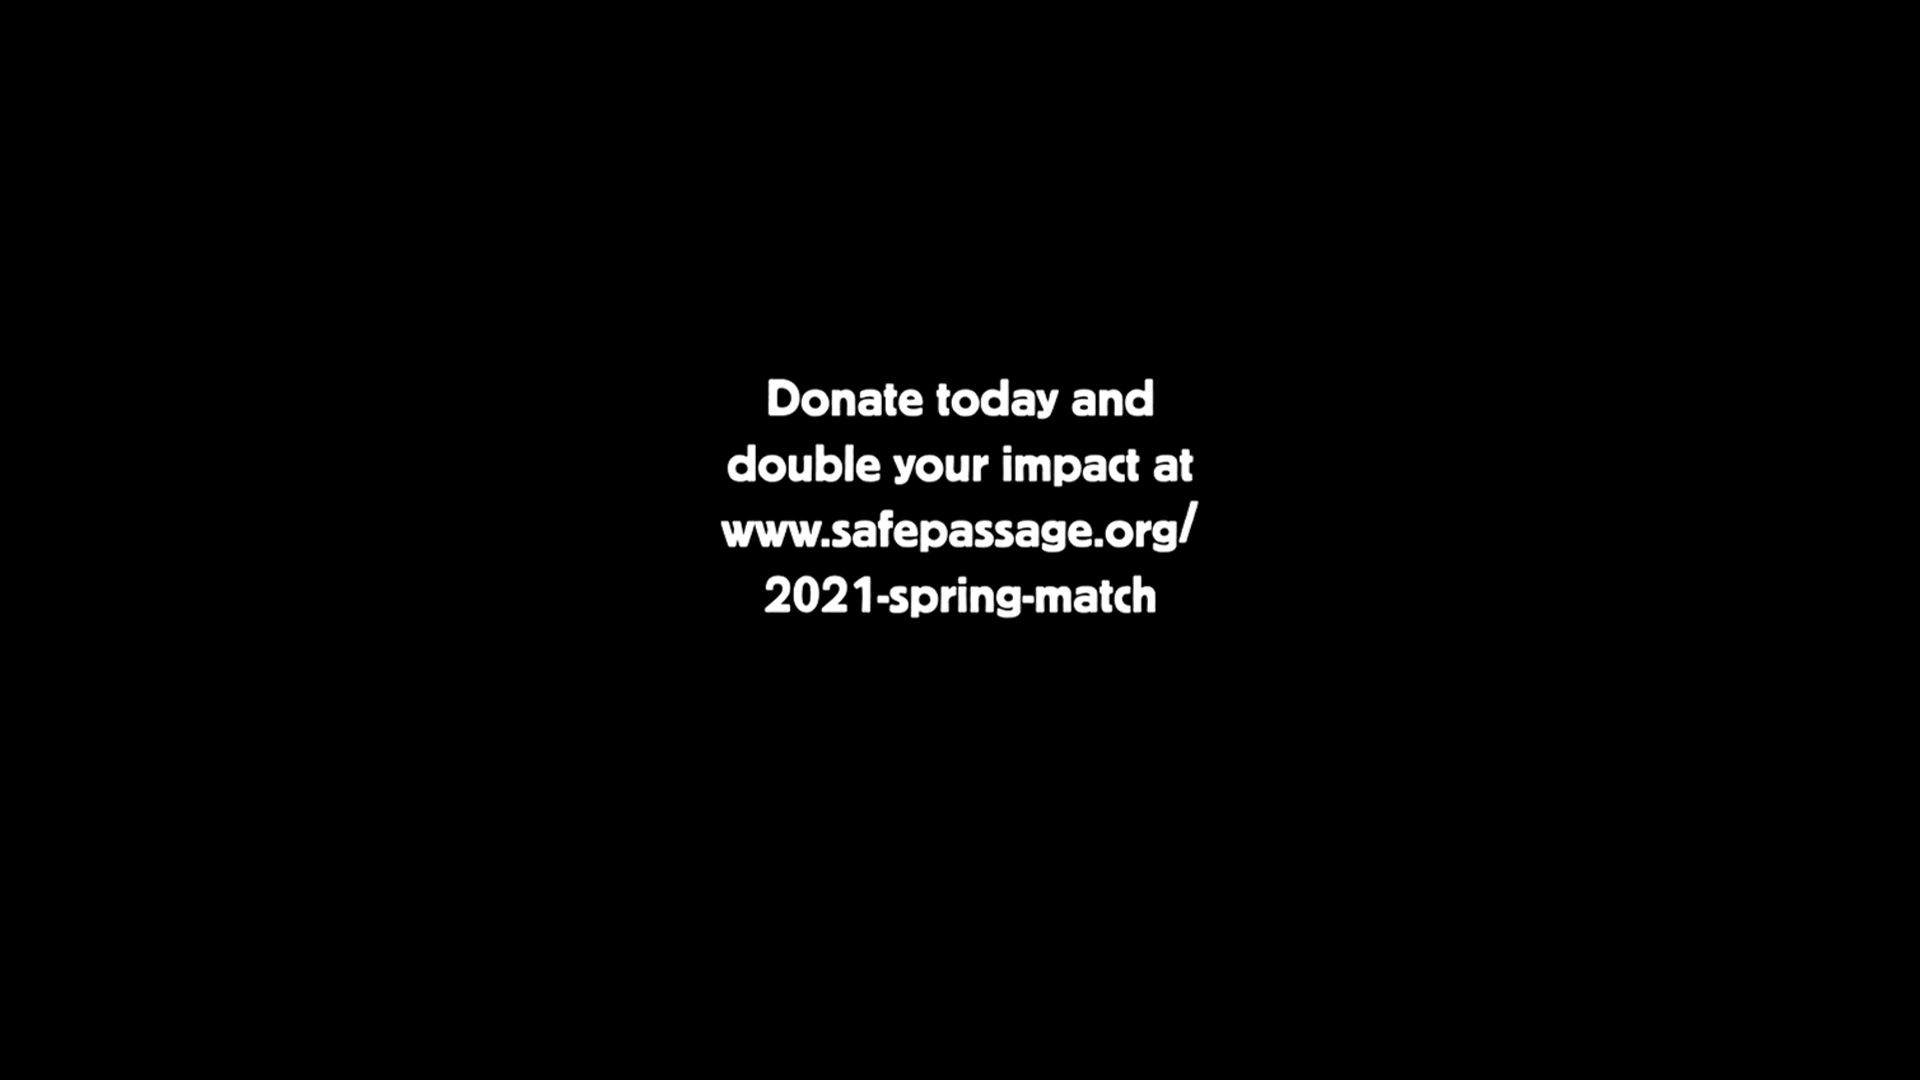 Donate today and
double your impact at
www.safepassage.org/
2021-spring-match